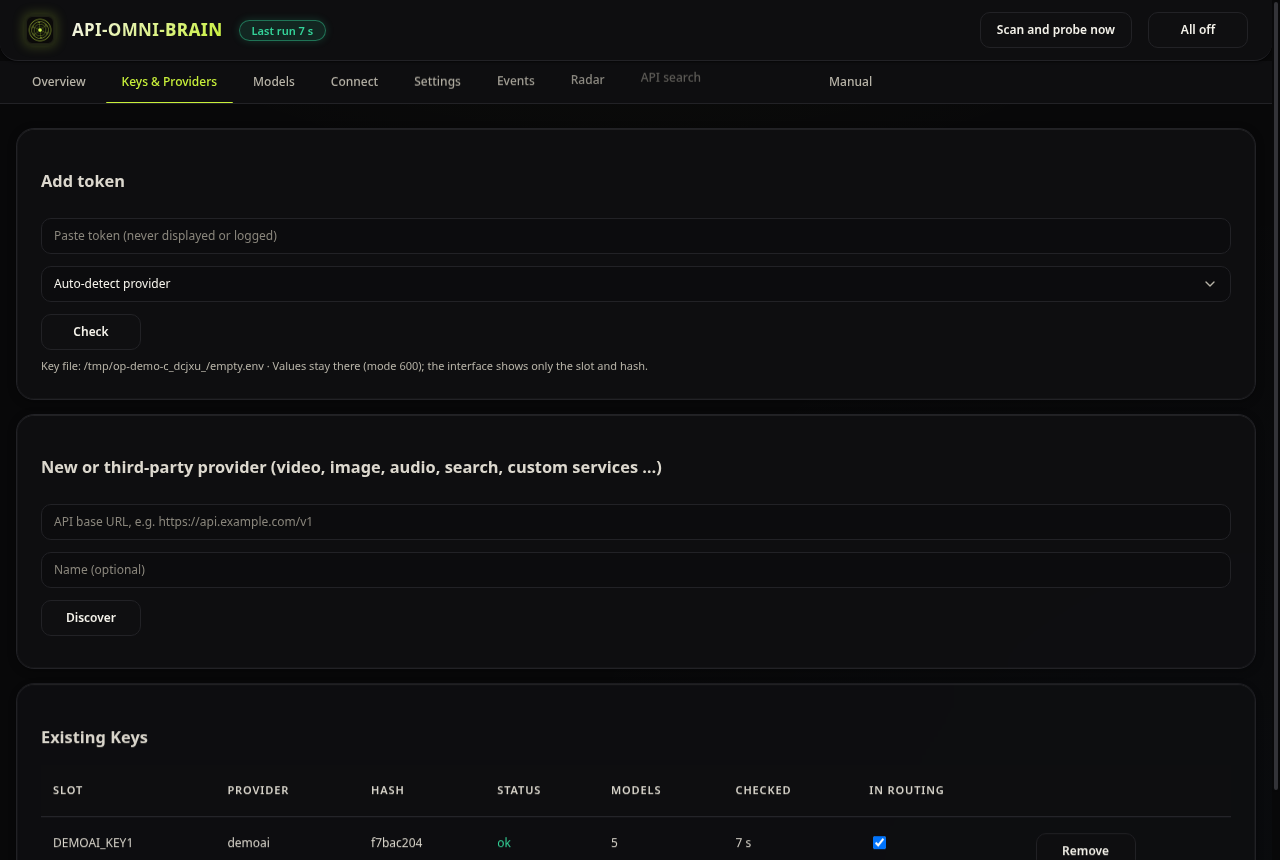 API-OMNI-BRAIN
Last run 7 s
Scan and probe now
All off
Overview
Keys & Providers
Models
Connect
Settings
Events
Radar
API search
Manual
Add token
Paste token (never displayed or logged)
Auto-detect provider
Check
Key file: /tmp/op-demo-c_dcjxu_/empty.env · Values stay there (mode 600); the interface shows only the slot and hash.
New or third-party provider (video, image, audio, search, custom services ...)
API base URL, e.g. https://api.example.com/v1
Name (optional)
Discover
Existing Keys
SLOT PROVIDER HASH STATUS MODELS CHECKED IN ROUTING
DEMOAI_KEY1 demoai f7bac204 ok 5 7 s Remove